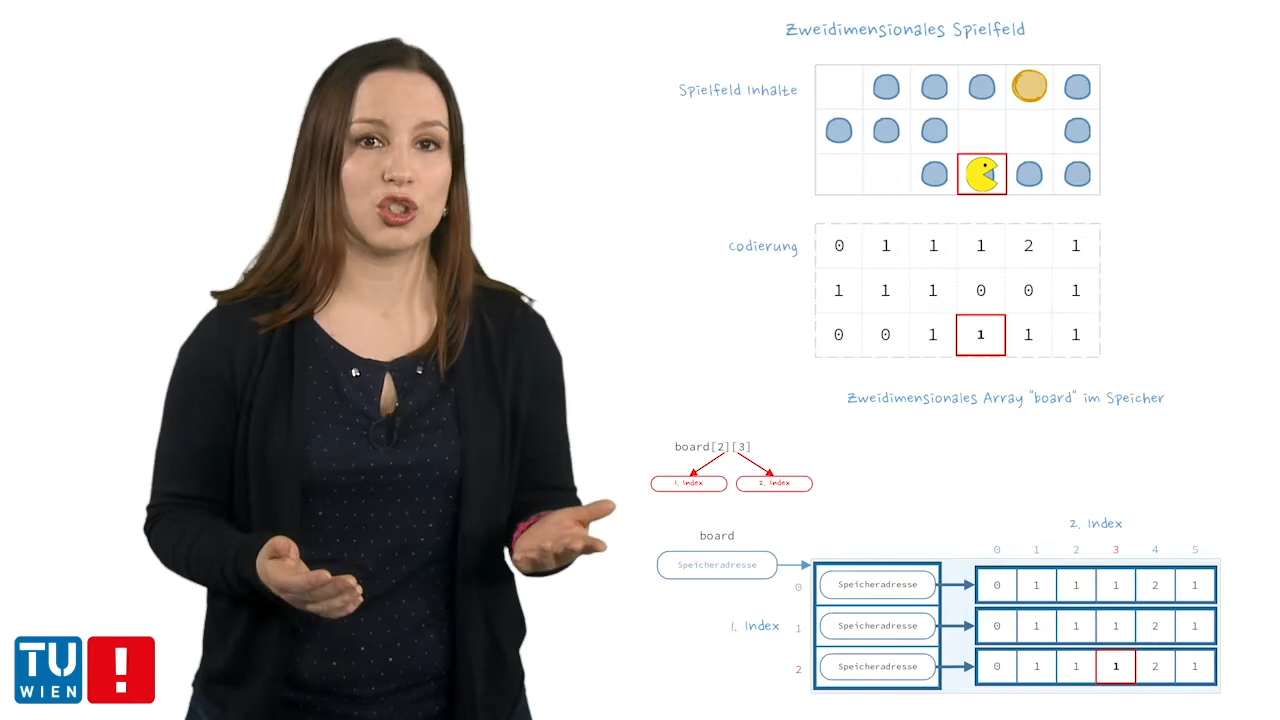 Zweidimensionales Spielfeld
Spielfeld Inhalte
Codierung
0 1 1 1 2 1
1 1 1 0 0 1
0 0 1 1 1 1
Zweidimensionales Array "board" im Speicher
board[2][3]
1. Index 2. Index
board
Speicheradresse
2. Index
0 1 2 3 4 5
0 Speicheradresse 0 1 1 1 2 1
1. Index 1 Speicheradresse 0 1 1 1 2 1
2 Speicheradresse 0 1 1 1 2 1
TU
WIEN
!